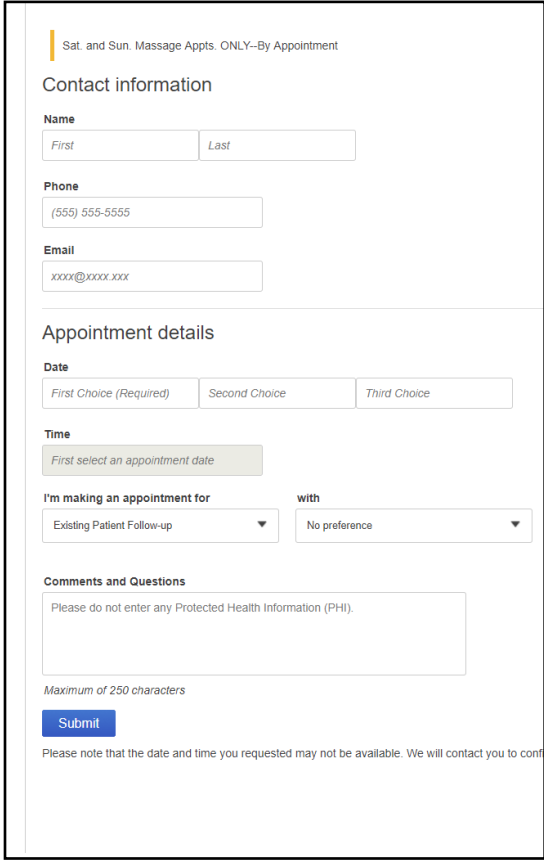 Sat. and Sun. Massage Appts. ONLY--By Appointment
Contact information
Name
First Last
Phone
(555) 555-5555
Email
xxxx@xxxx.xxx
Appointment details
Date
First Choice (Required) Second Choice Third Choice
Time
First select an appointment date
I'm making an appointment for with
Existing Patient Follow-up No preference
Comments and Questions
Please do not enter any Protected Health Information (PHI).
Maximum of 250 characters
Submit
Please note that the date and time you requested may not be available. We will contact you to